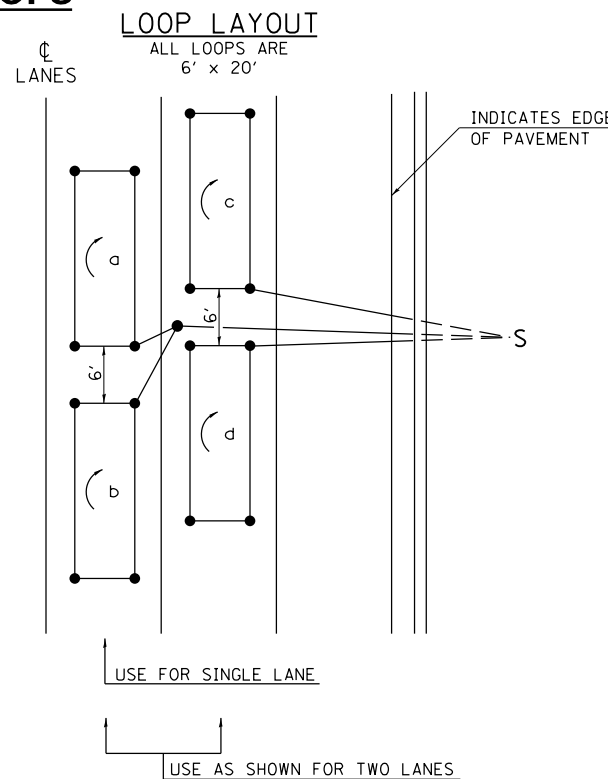 LOOP LAYOUT
ALL LOOPS ARE
6' x 20'
℄
LANES
INDICATES EDGE
OF PAVEMENT
c
a
6'
S
6'
d
b
USE FOR SINGLE LANE
USE AS SHOWN FOR TWO LANES